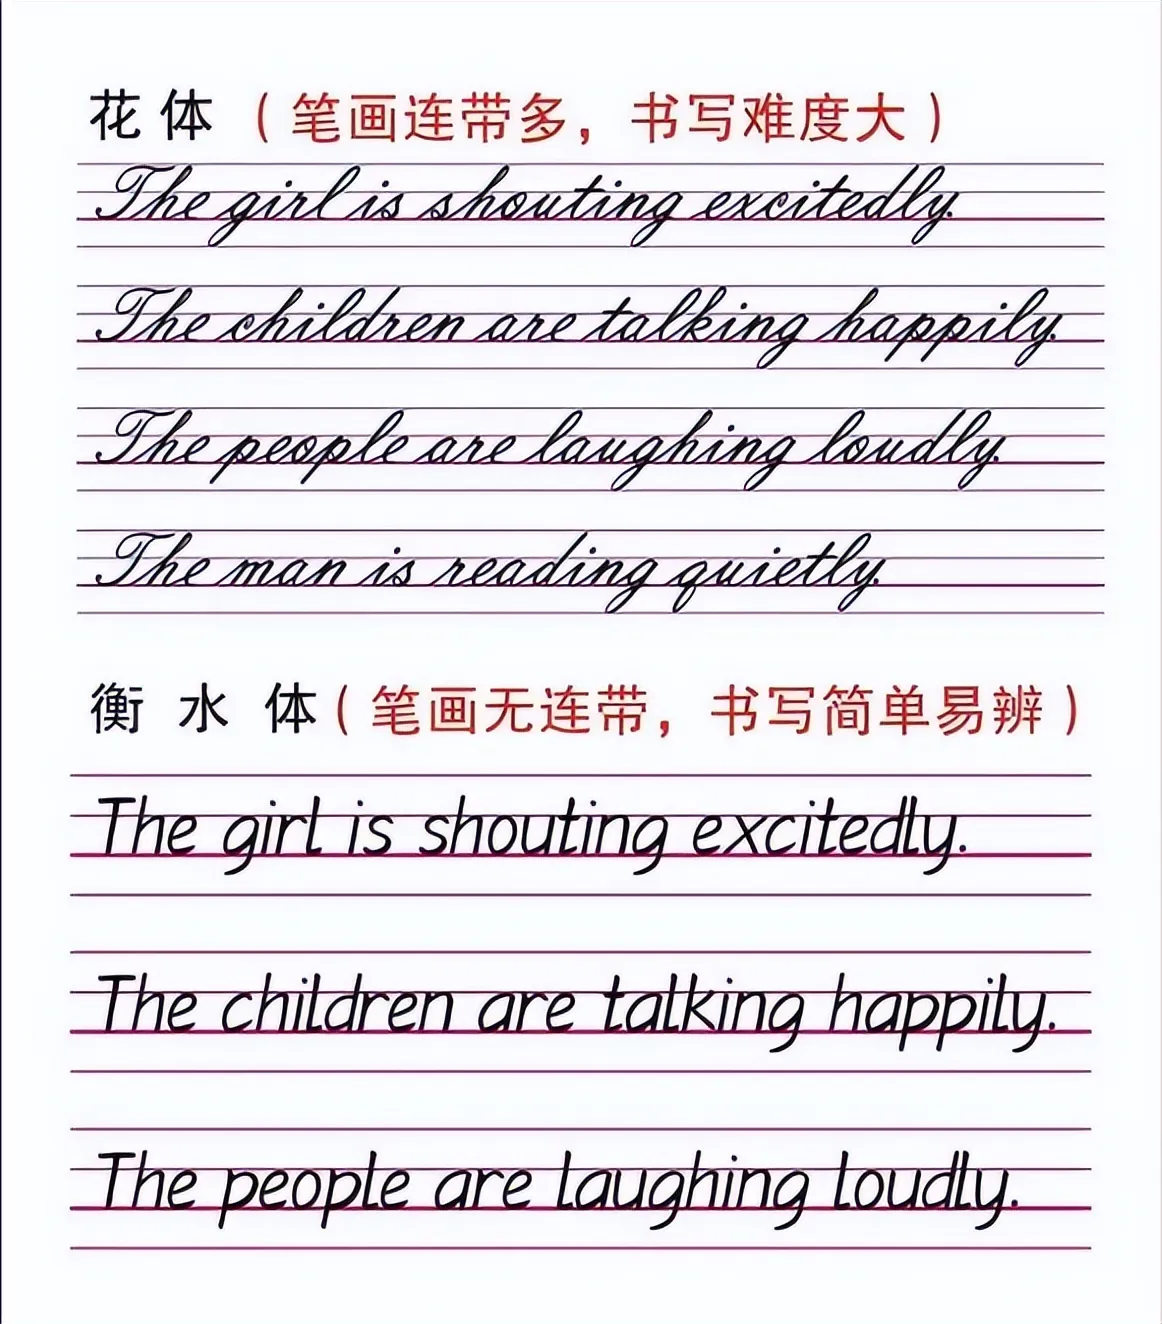 花体（笔画连带多，书写难度大）
The girl is shouting excitedly.
The children are talking happily.
The people are laughing loudly.
The man is reading quietly.
衡水体（笔画无连带，书写简单易辨）
The girl is shouting excitedly.
The children are talking happily.
The people are laughing loudly.